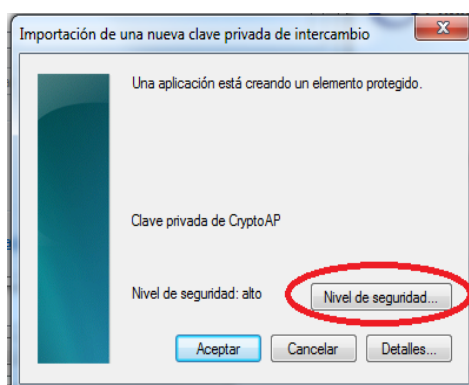 Importación de una nueva clave privada de intercambio
Una aplicación está creando un elemento protegido.
Clave privada de CryptoAP
Nivel de seguridad: alto
Nivel de seguridad...
Aceptar
Cancelar
Detalles...